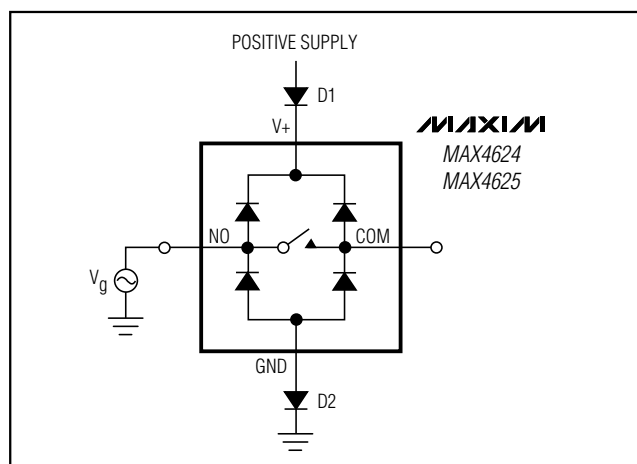 POSITIVE SUPPLY
D1
V+
MAXIM
MAX4624
MAX4625
NO
COM
Vg
GND
D2